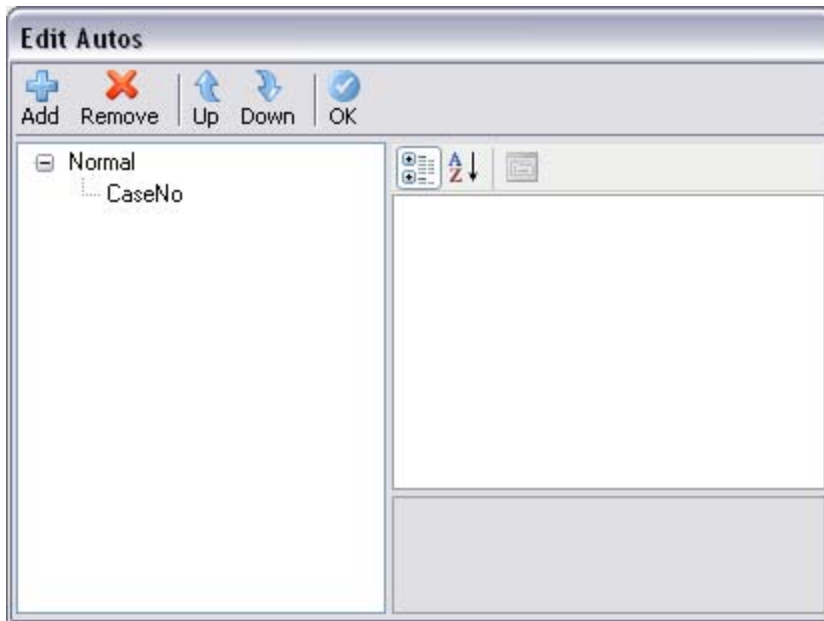 Edit Autos
Add Remove Up Down OK
Normal
CaseNo
A
Z